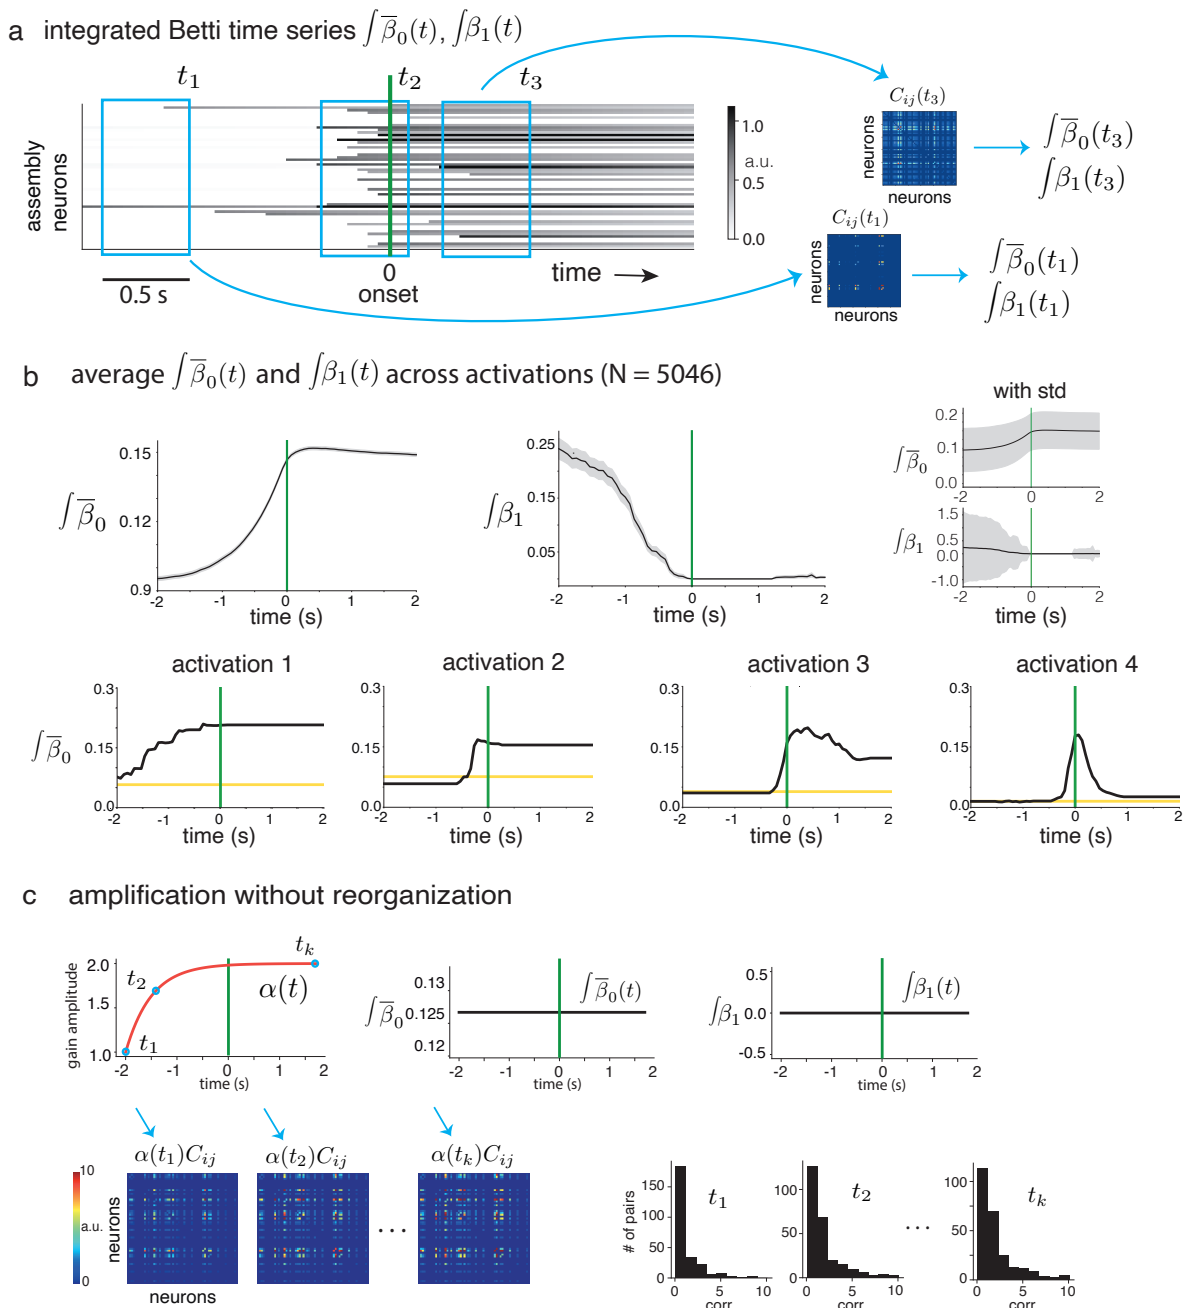 a integrated Betti time series ∫β̅₀(t), ∫β₁(t)
t₁ t₂ t₃
assembly
neurons
0.5 s
0
onset
time
1.0
a.u.
0.5
0.0
Cᵢⱼ(t₃)
neurons
neurons
∫β̅₀(t₃)
∫β₁(t₃)
Cᵢⱼ(t₁)
neurons
neurons
∫β̅₀(t₁)
∫β₁(t₁)
b average ∫β̅₀(t) and ∫β₁(t) across activations (N = 5046)
∫β̅₀
0.15
0.12
0.9
-2 -1 0 1 2
time (s)
∫β₁
0.25
0.15
0.05
-2 -1 0 1 2
time (s)
with std
∫β̅₀
0.2
0.1
0.0
-2 0 2
∫β₁
1.5
0.5
0.0
-1.0
-2 0 2
time (s)
activation 1
∫β̅₀
0.3
0.15
0.0
-2 -1 0 1 2
time (s)
activation 2
0.3
0.15
0.0
-2 -1 0 1 2
time (s)
activation 3
0.3
0.15
0.0
-2 -1 0 1 2
time (s)
activation 4
0.3
0.15
0.0
-2 -1 0 1 2
time (s)
c amplification without reorganization
gain amplitude
2.0
1.5
1.0
t₁
t₂
tₖ
α(t)
-2 -1 0 1 2
time (s)
∫β̅₀
0.13
0.125
0.12
∫β̅₀(t)
-2 -1 0 1 2
time (s)
∫β₁
0.5
0.0
-0.5
∫β₁(t)
-2 -1 0 1 2
time (s)
α(t₁)Cᵢⱼ α(t₂)Cᵢⱼ α(tₖ)Cᵢⱼ
10
a.u.
0
neurons
neurons
...
# of pairs
150
100
50
0
t₁
0 5 10
corr
100
50
0
t₂
0 5 10
corr
...
100
50
0
tₖ
0 5 10
corr